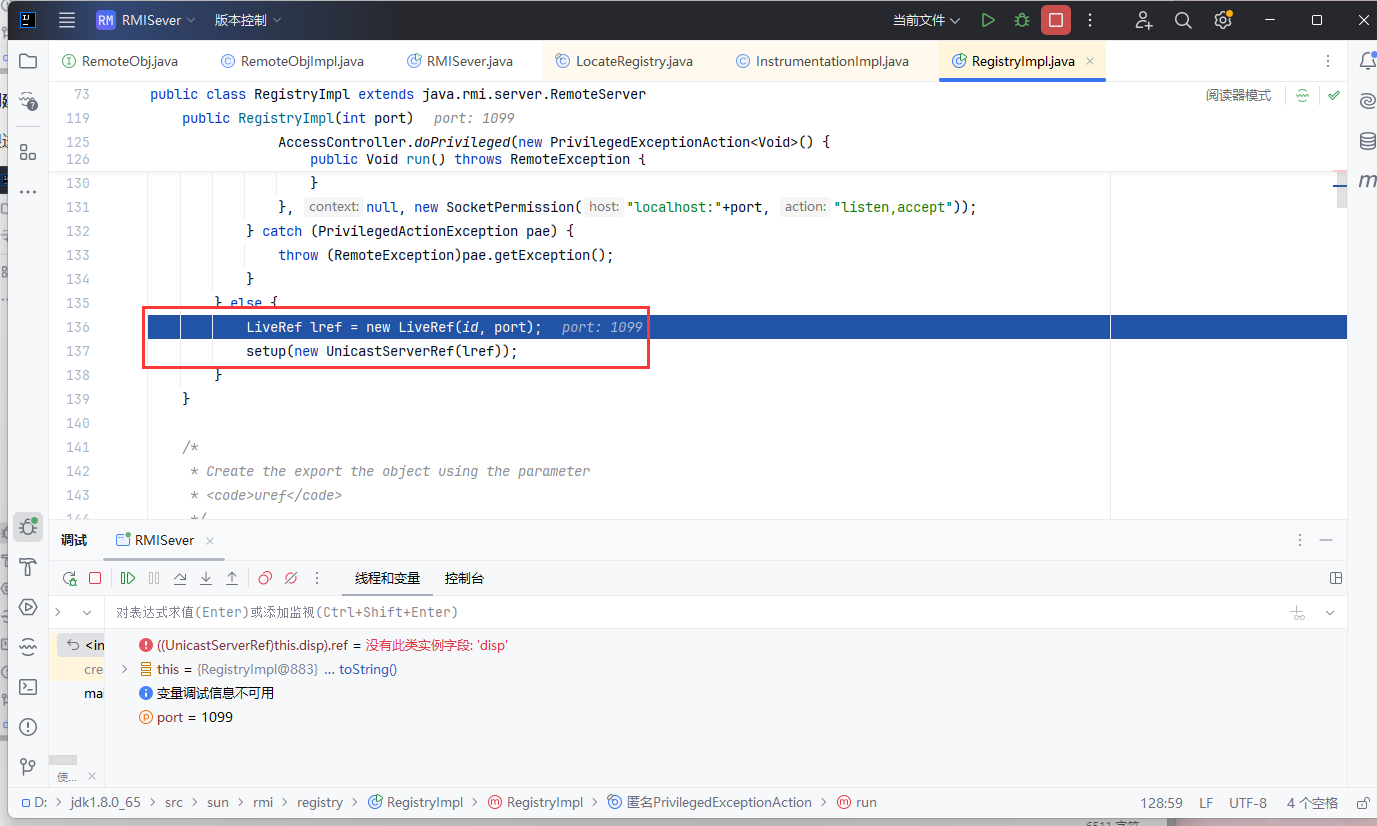 RM RMISever 版本控制 当前文件
RemoteObj.java RemoteObjImpl.java RMISever.java LocateRegistry.java InstrumentationImpl.java RegistryImpl.java
73 public class RegistryImpl extends java.rmi.server.RemoteServer 阅读器模式
119 public RegistryImpl(int port) port: 1099
125 AccessController.doPrivileged(new PrivilegedExceptionAction<Void>() {
126 public Void run() throws RemoteException {
130 }
131 }, context: null, new SocketPermission( host: "localhost:"+port, action: "listen,accept"));
132 } catch (PrivilegedActionException pae) {
133 throw (RemoteException)pae.getException();
134 }
135 } else {
136 LiveRef lref = new LiveRef(id, port); port: 1099
137 setup(new UnicastServerRef(lref));
138 }
139 }
140
141 /*
142 * Create the export the object using the parameter
143 * <code>uref</code>
144 */
调试 RMISever
线程和变量 控制台
对表达式求值(Enter)或添加监视(Ctrl+Shift+Enter)
<in ((UnicastServerRef)this.disp).ref = 没有此类实例字段: 'disp'
cre this = {RegistryImpl@883} ... toString()
ma 变量调试信息不可用
port = 1099
使...
D: > jdk1.8.0_65 > src > sun > rmi > registry > RegistryImpl > RegistryImpl > 匿名PrivilegedExceptionAction > run 128:59 LF UTF-8 4 个空格